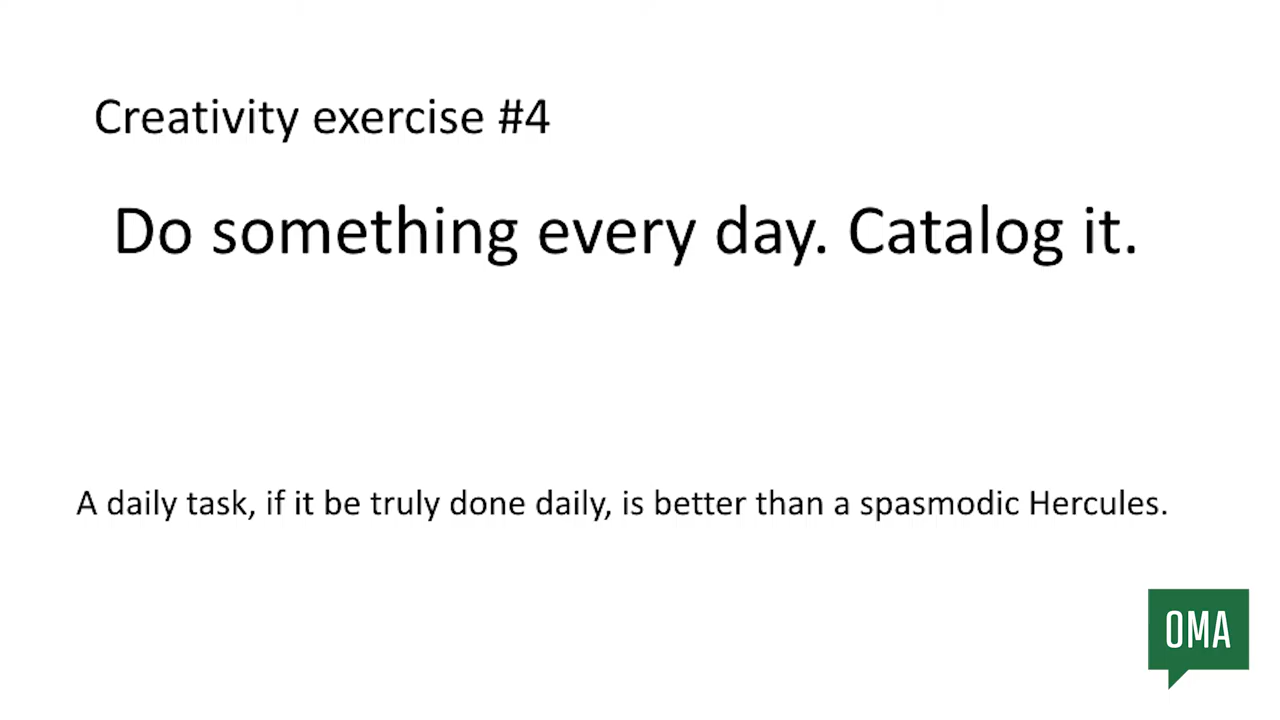 Creativity exercise #4
Do something every day. Catalog it.
A daily task, if it be truly done daily, is better than a spasmodic Hercules.
OMA